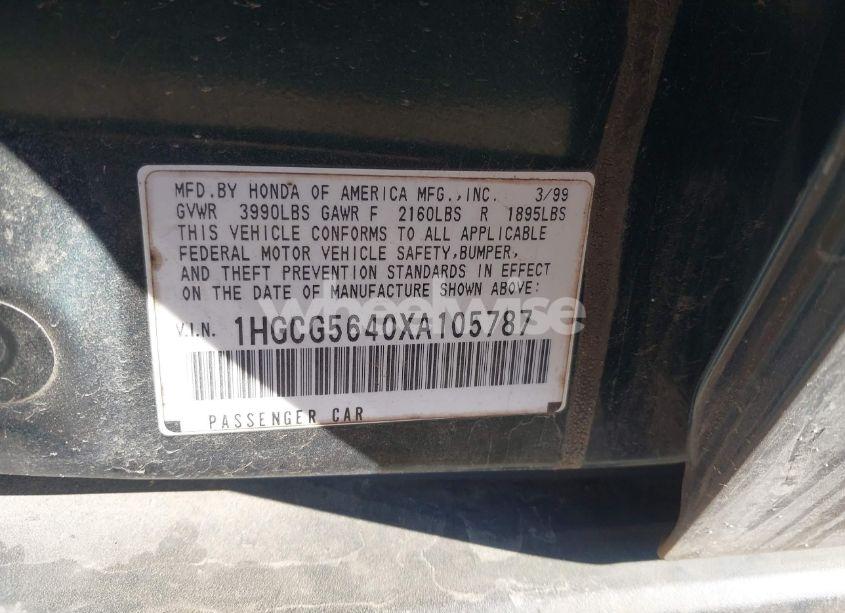 MFD.BY HONDA OF AMERICA MFG.,INC. 3/99
GVWR 3990LBS GAWR F 2160LBS R 1895LBS
THIS VEHICLE CONFORMS TO ALL APPLICABLE
FEDERAL MOTOR VEHICLE SAFETY,BUMPER,
AND THEFT PREVENTION STANDARDS IN EFFECT
ON THE DATE OF MANUFACTURE SHOWN ABOVE:
wheelwise
V.I.N. 1HGCG5640XA105787
PASSENGER CAR